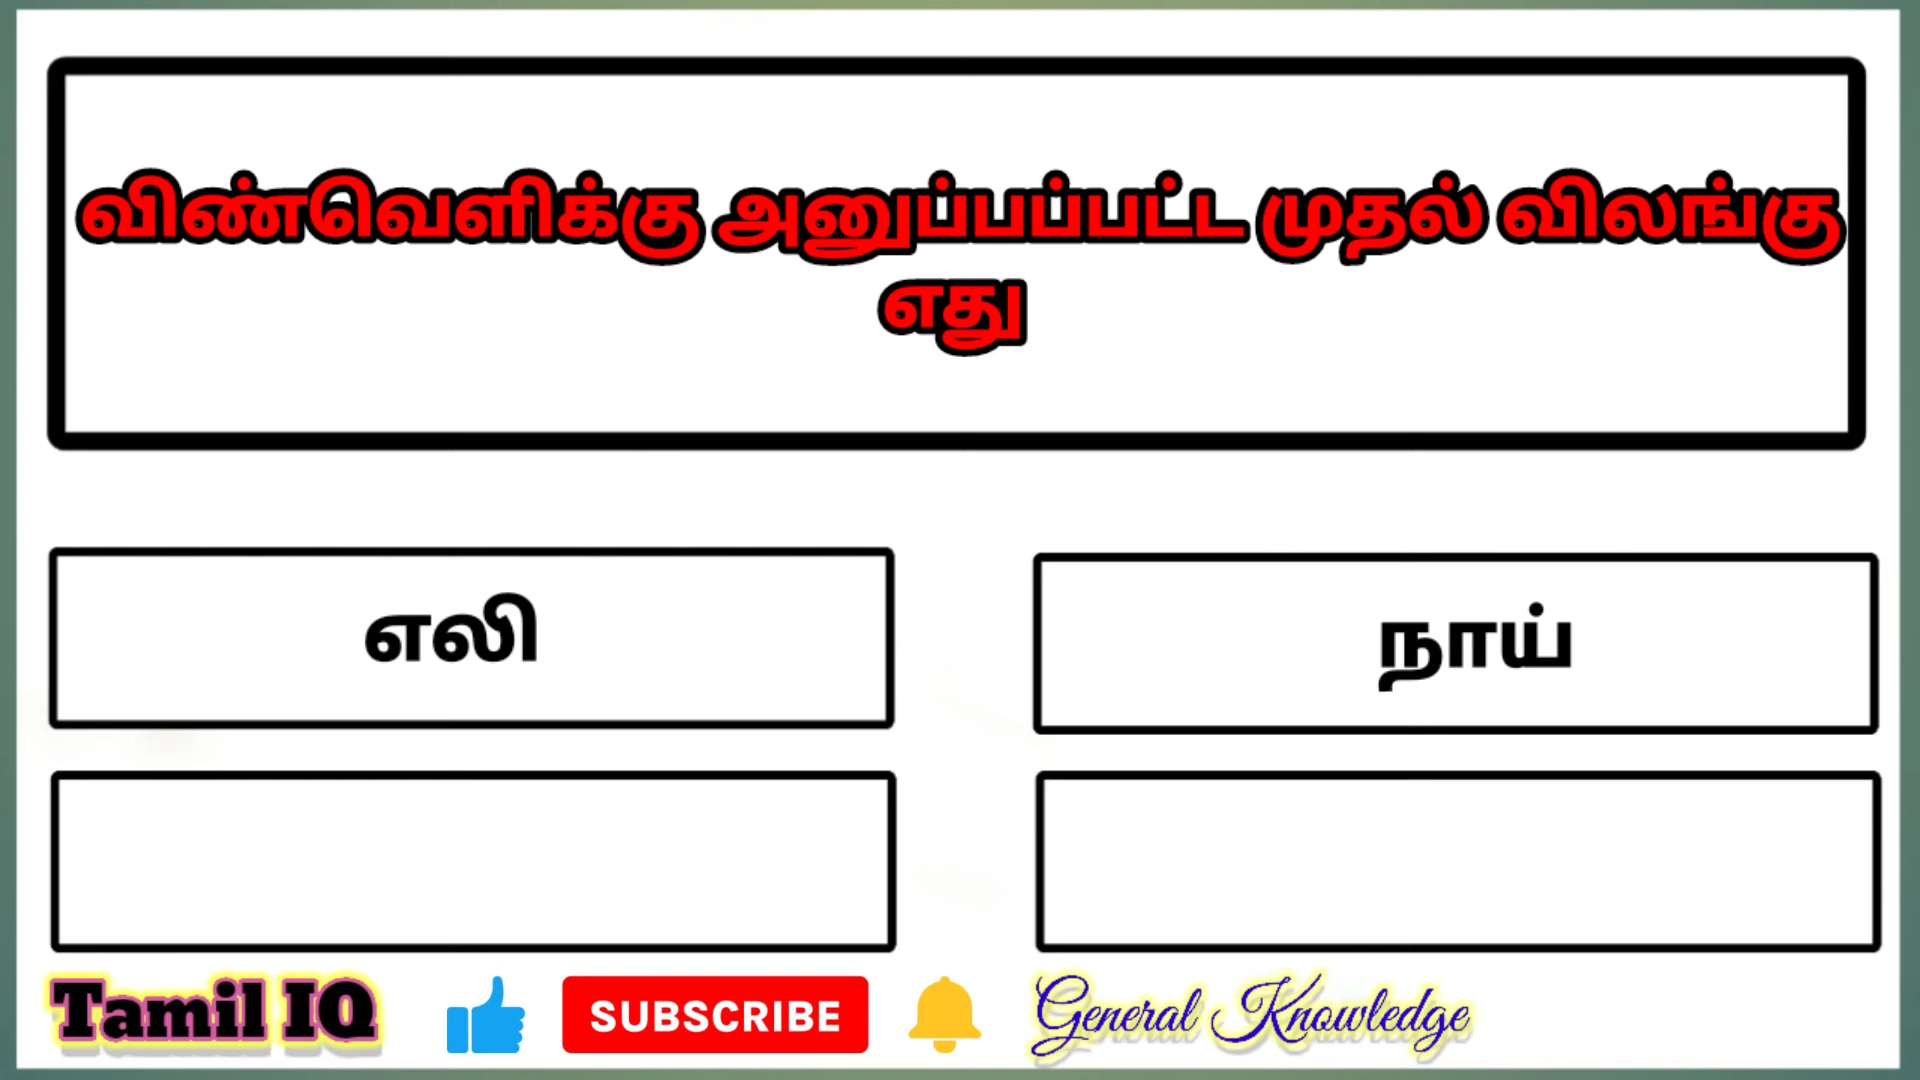 விண்வெளிக்கு அனுப்பப்பட்ட முதல் விலங்கு
எது
எலி
நாய்
Tamil IQ
SUBSCRIBE
General Knowledge